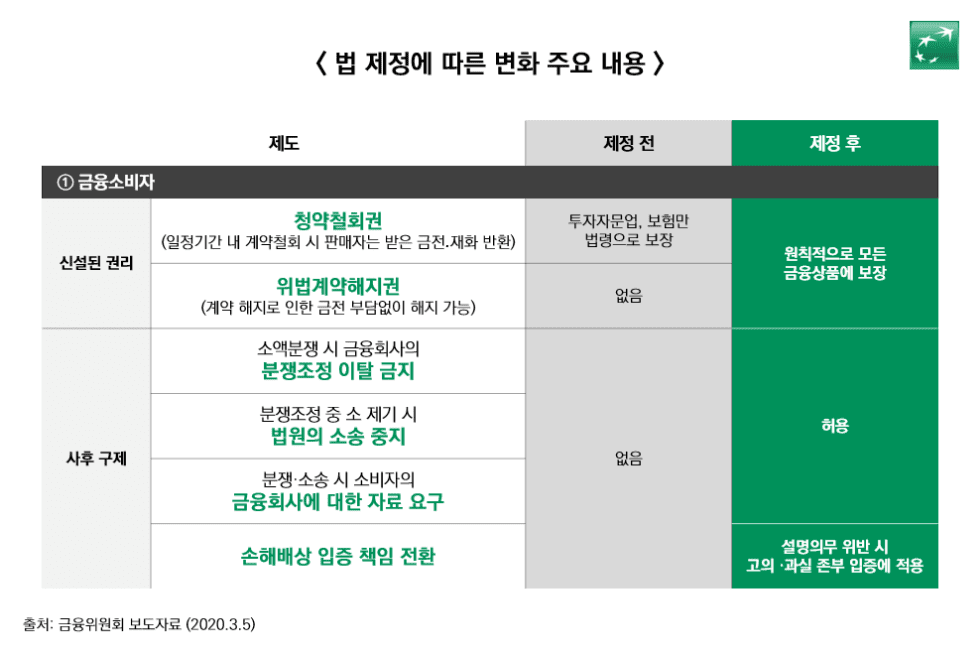 < 법 제정에 따른 변화 주요 내용 >
제도
제정 전
제정 후
① 금융소비자
신설된 권리
청약철회권
(일정기간 내 계약철회 시 판매자는 받은 금전.재화 반환)
투자자문업, 보험만
법령으로 보장
원칙적으로 모든
금융상품에 보장
위법계약해지권
(계약 해지로 인한 금전 부담없이 해지 가능)
없음
사후 구제
소액분쟁 시 금융회사의
분쟁조정 이탈 금지
분쟁조정 중 소 제기 시
법원의 소송 중지
분쟁·소송 시 소비자의
금융회사에 대한 자료 요구
없음
허용
손해배상 입증 책임 전환
설명의무 위반 시
고의 ·과실 존부 입증에 적용
출처: 금융위원회 보도자료 (2020.3.5)